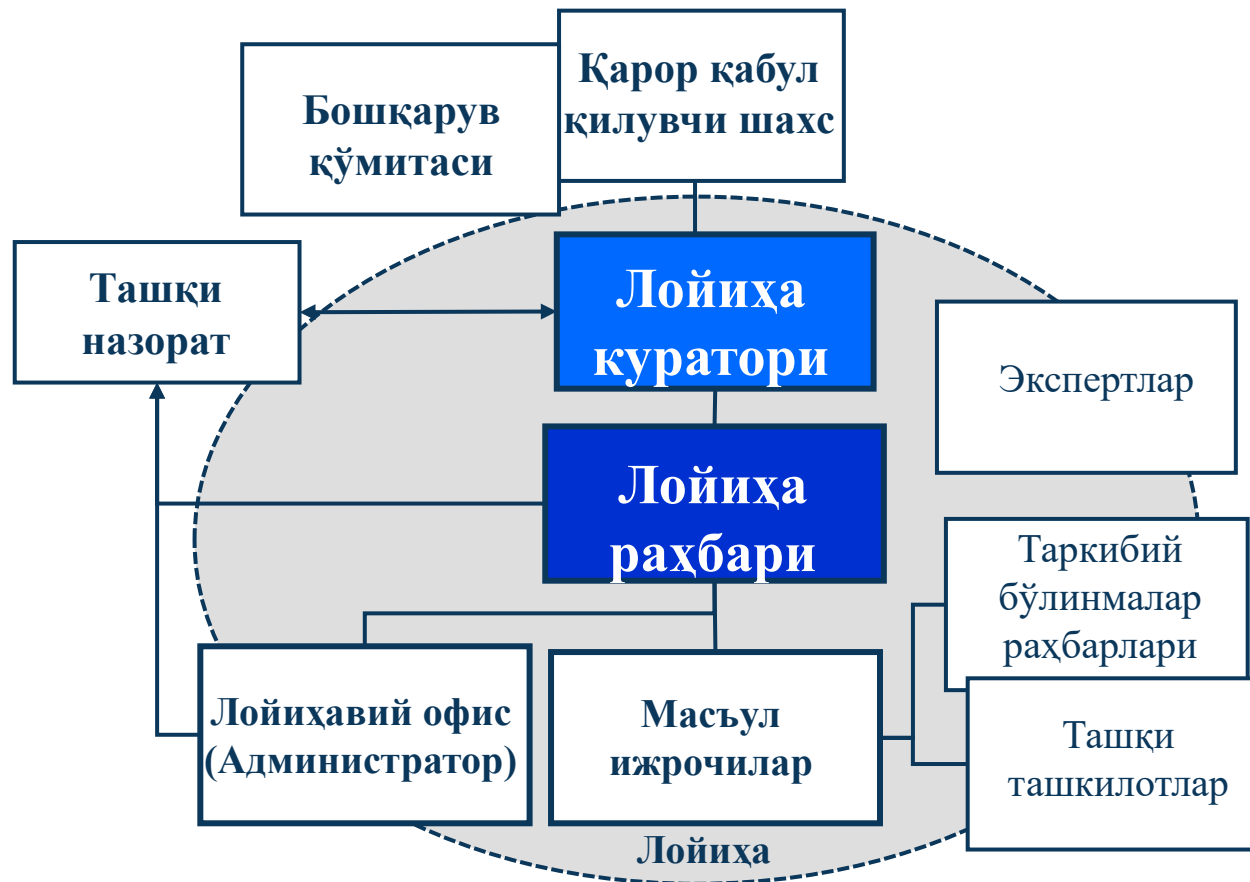 Бошқарув
қўмитаси
Қарор қабул
қилувчи шахс
Ташқи
назорат
Лойиҳа
куратори
Экспертлар
Лойиҳа
раҳбари
Таркибий
бўлинмалар
раҳбарлари
Лойиҳавий офис
(Администратор)
Масъул
ижрочилар
Ташқи
ташкилотлар
Лойиҳа